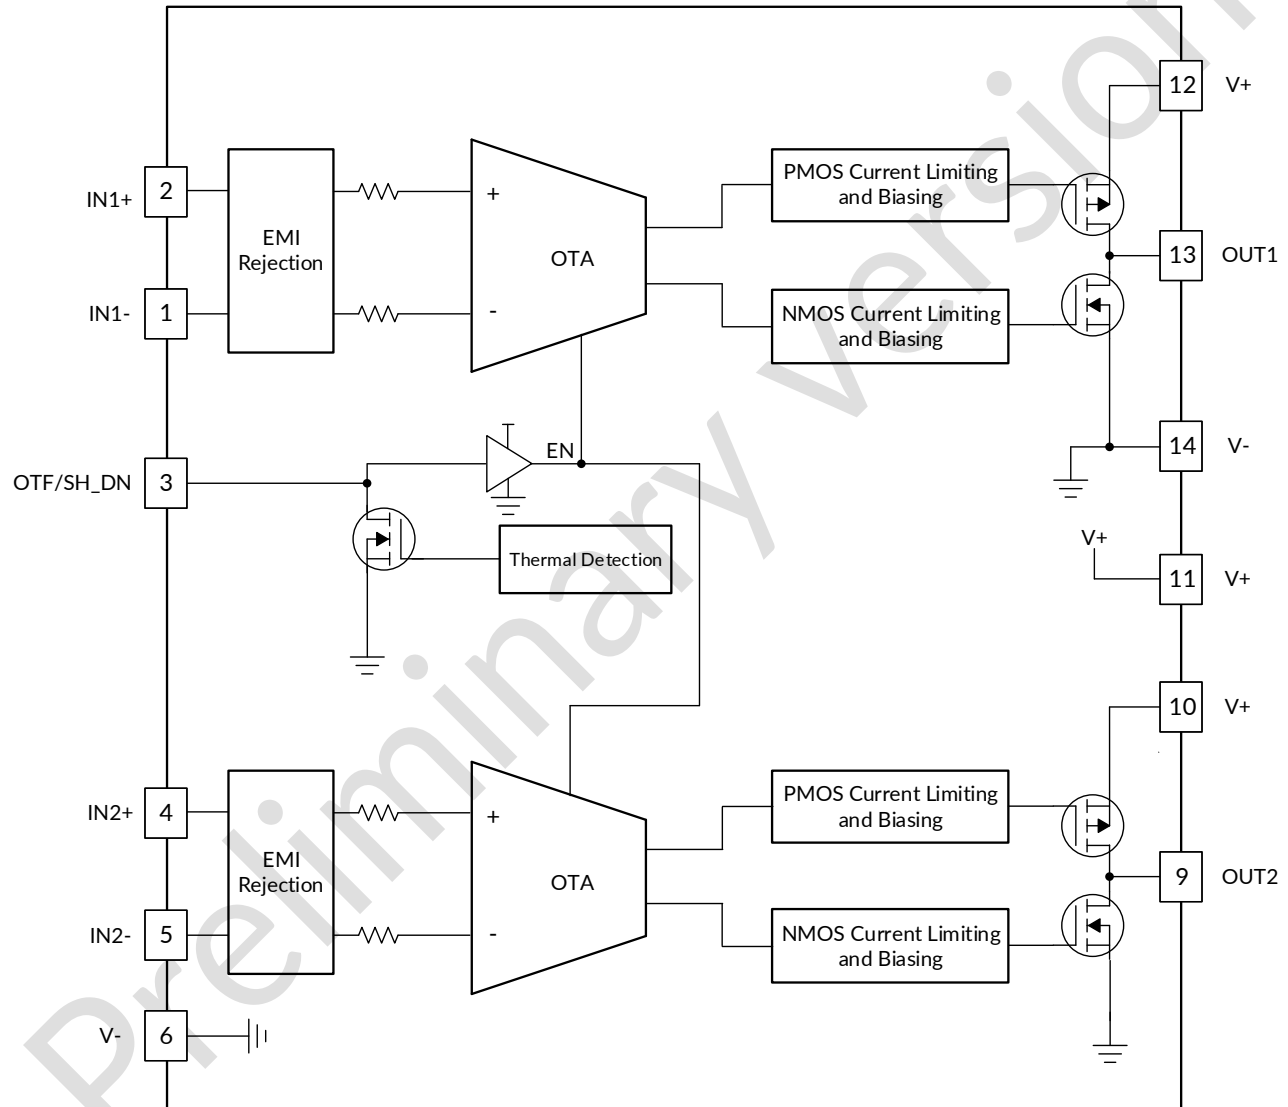 12 V+
2
IN1+
PMOS Current Limiting
and Biasing
+
EMI
Rejection
OTA
13 OUT1
1
IN1-
-
NMOS Current Limiting
and Biasing
EN
14 V-
OTF/SH_DN 3
Thermal Detection
V+
11 V+
10 V+
IN2+ 4
+
PMOS Current Limiting
and Biasing
EMI
Rejection
OTA
9 OUT2
IN2- 5
-
NMOS Current Limiting
and Biasing
V- 6
Preliminary version